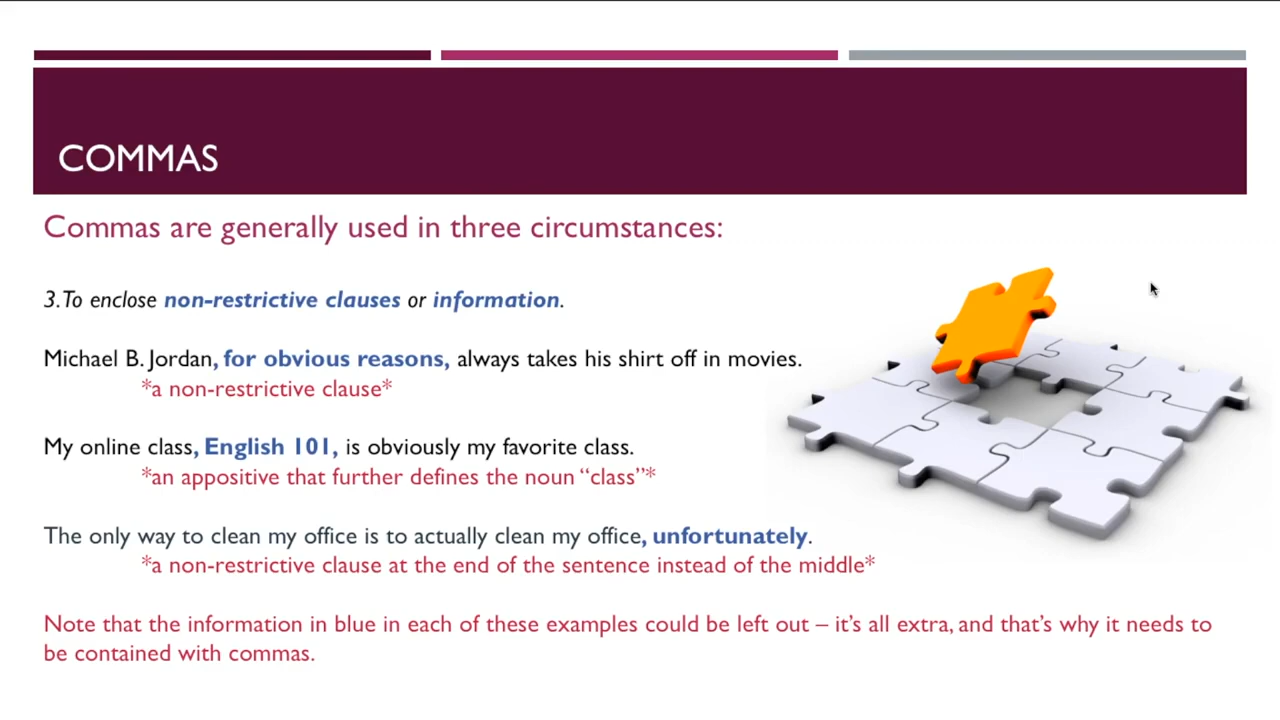 COMMAS
Commas are generally used in three circumstances:
3.To enclose non-restrictive clauses or information.
Michael B. Jordan, for obvious reasons, always takes his shirt off in movies.
*a non-restrictive clause*
My online class, English 101, is obviously my favorite class.
*an appositive that further defines the noun “class”*
The only way to clean my office is to actually clean my office, unfortunately.
*a non-restrictive clause at the end of the sentence instead of the middle*
Note that the information in blue in each of these examples could be left out – it’s all extra, and that’s why it needs to
be contained with commas.